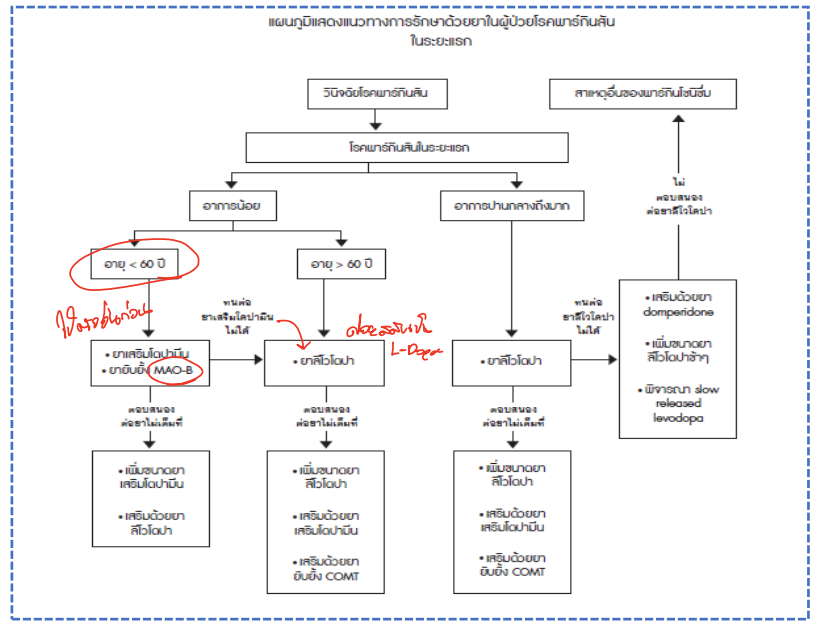 แผนภูมิแสดงแนวทางการรักษาด้วยยาในผู้ป่วยโรคพาร์กินสัน
ในระยะแรก
วินิจฉัยโรคพาร์กินสัน
สาเหตุอื่นของพาร์กินโซนิซึ่ม
โรคพาร์กินสันในระยะแรก
ไม่
ตอบสนอง
ต่อยาลีโวโดปา
อาการน้อย
อาการปานกลางถึงมาก
อายุ < 60 ปี
อายุ > 60 ปี
ทนต่อ
ยาเสริมโดปามีน
ไม่ได้
L-Dopa
ทนต่อ
ยาลีโวโดปา
ไม่ได้
• เสริมด้วยยา
domperidone
• เพิ่มขนาดยา
ลีโวโดปาช้าๆ
• พิจารณา slow
released
levodopa
• ยาเสริมโดปามีน
• ยายับยั้ง MAO-B
• ยาลีโวโดปา
• ยาลีโวโดปา
ตอบสนอง
ต่อยาไม่เต็มที่
ตอบสนอง
ต่อยาไม่เต็มที่
ตอบสนอง
ต่อยาไม่เต็มที่
• เพิ่มขนาดยา
เสริมโดปามีน
• เสริมด้วยยา
ลีโวโดปา
• เพิ่มขนาดยา
ลีโวโดปา
• เสริมด้วยยา
เสริมโดปามีน
• เสริมด้วยยา
ยับยั้ง COMT
• เพิ่มขนาดยา
ลีโวโดปา
• เสริมด้วยยา
เสริมโดปามีน
• เสริมด้วยยา
ยับยั้ง COMT